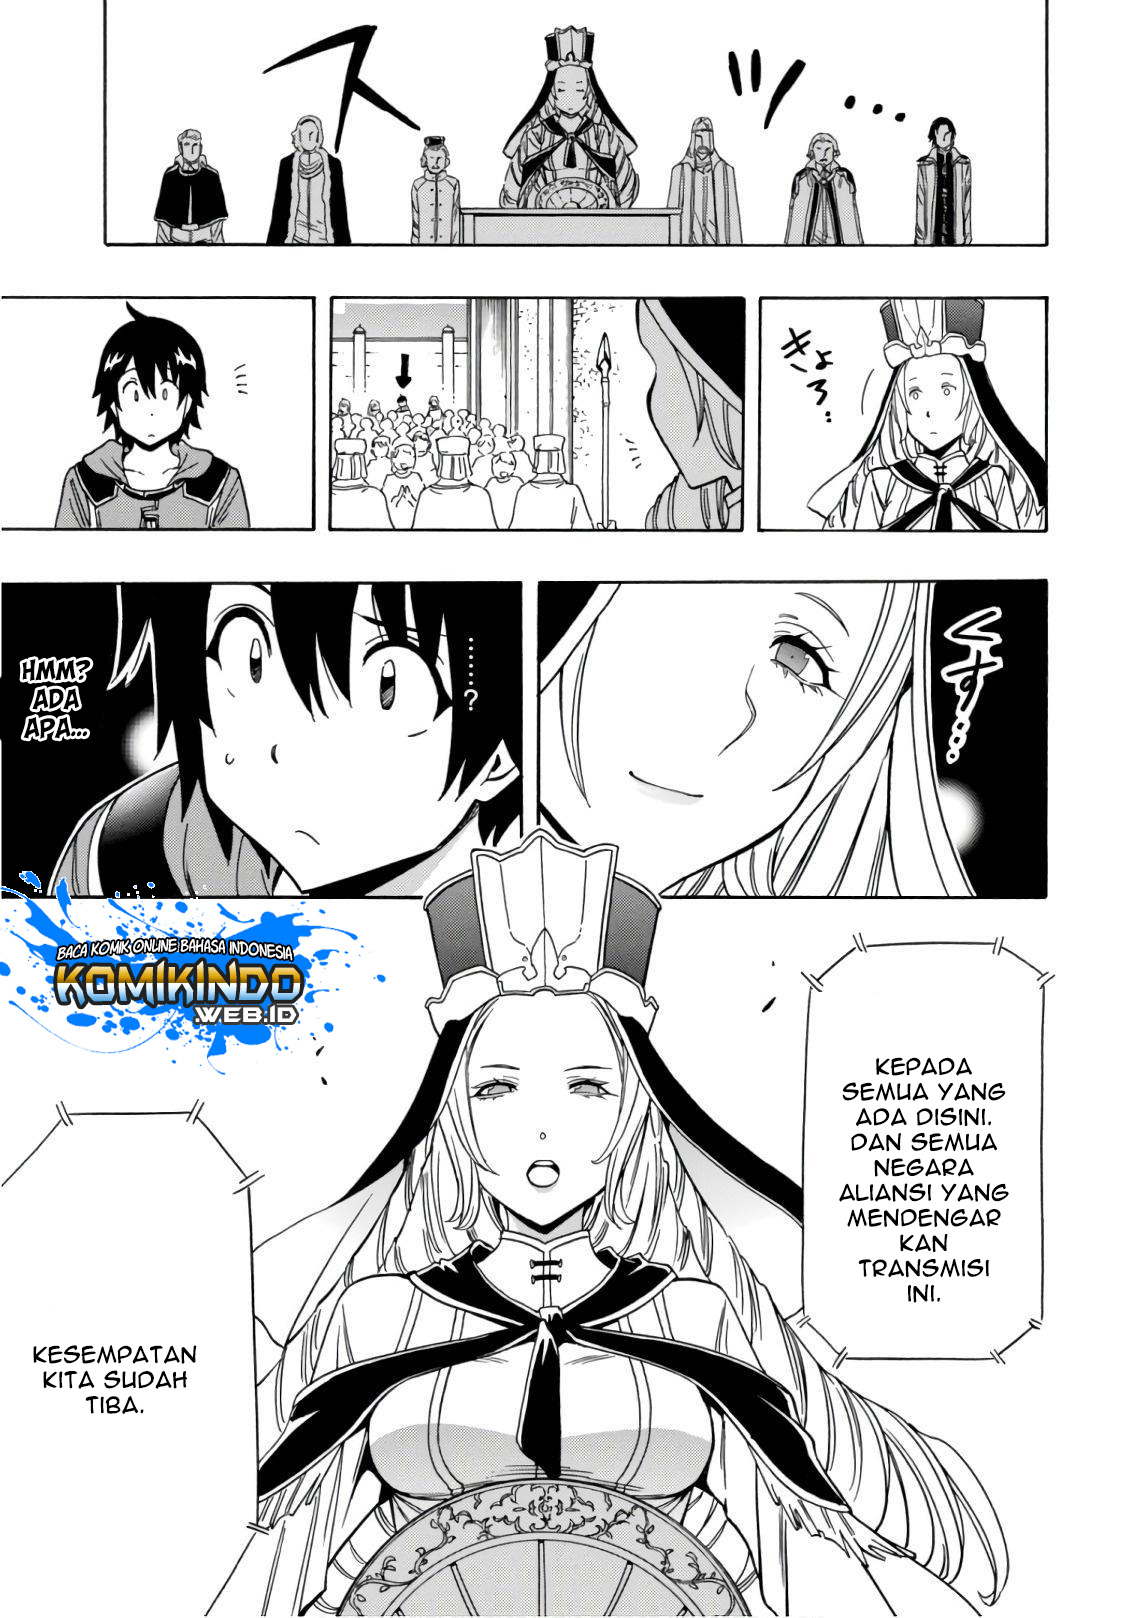 スッ…
きょろ。
くす…
……?
HMM?
ADA
APA...
BACA KOMIK ONLINE BAHASA INDONESIA
KOMIKINDO
.WEB.ID
KEPADA
SEMUA YANG
ADA DISINI.
DAN SEMUA
NEGARA
ALIANSI YANG
MENDENGAR
KAN
TRANSMISI
INI.
KESEMPATAN
KITA SUDAH
TIBA.